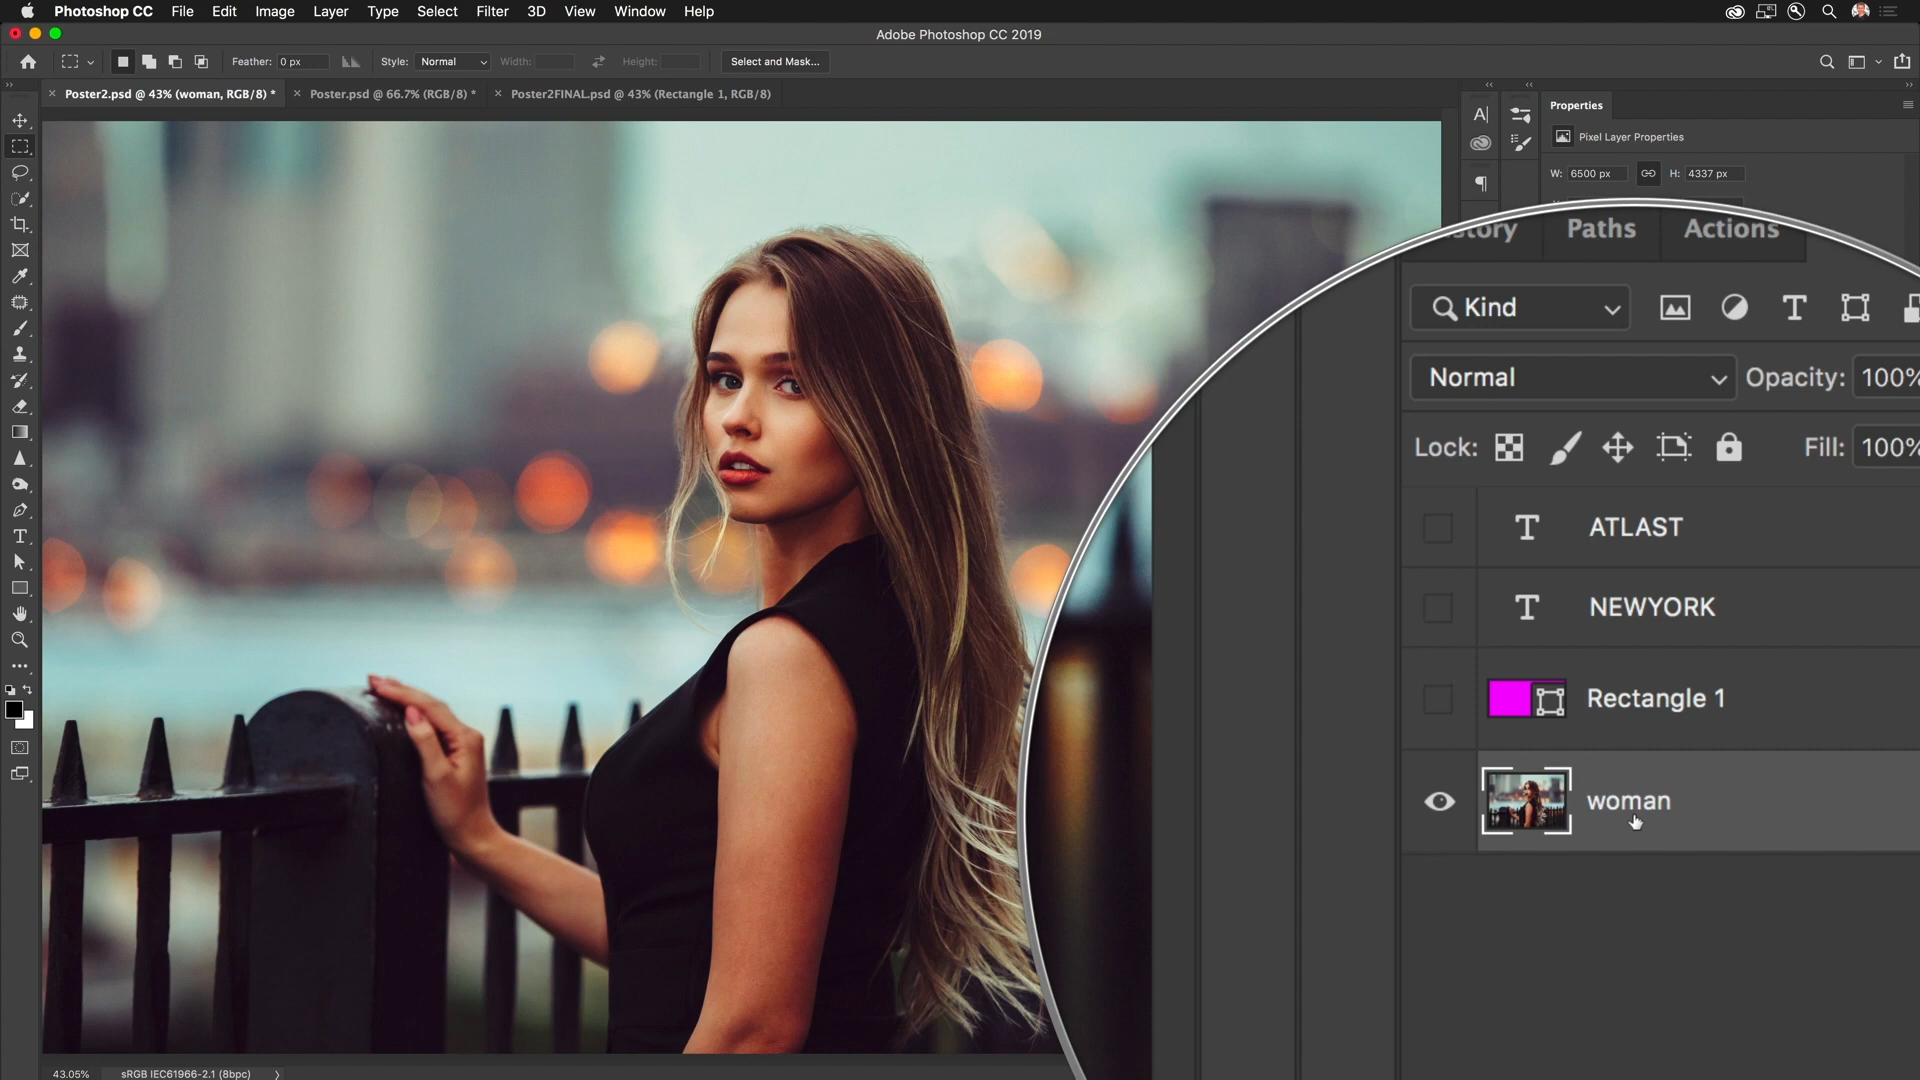 Photoshop CC File Edit Image Layer Type Select Filter 3D View Window Help
Adobe Photoshop CC 2019
Feather: 0 px Style: Normal Width: Height: Select and Mask...
Poster2.psd @ 43% (woman, RGB/8) * Poster.psd @ 66.7% (RGB/8) * Poster2FINAL.psd @ 43% (Rectangle 1, RGB/8)
Properties
Pixel Layer Properties
W: 6500 px H: 4337 px
story Paths Actions
Kind
Normal Opacity: 100%
Lock: Fill: 100%
ATLAST
NEWYORK
Rectangle 1
woman
43.05% sRGB IEC61966-2.1 (8bpc)